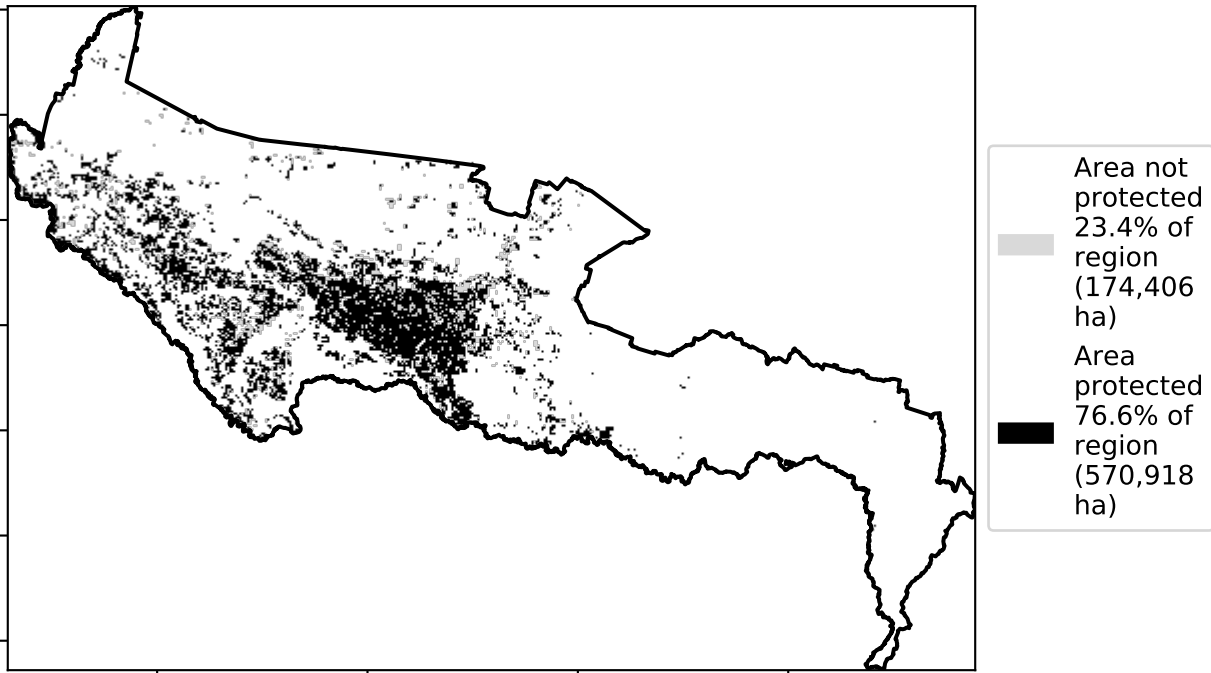 Area not
protected
23.4% of
region
(174,406
ha)
Area
protected
76.6% of
region
(570,918
ha)